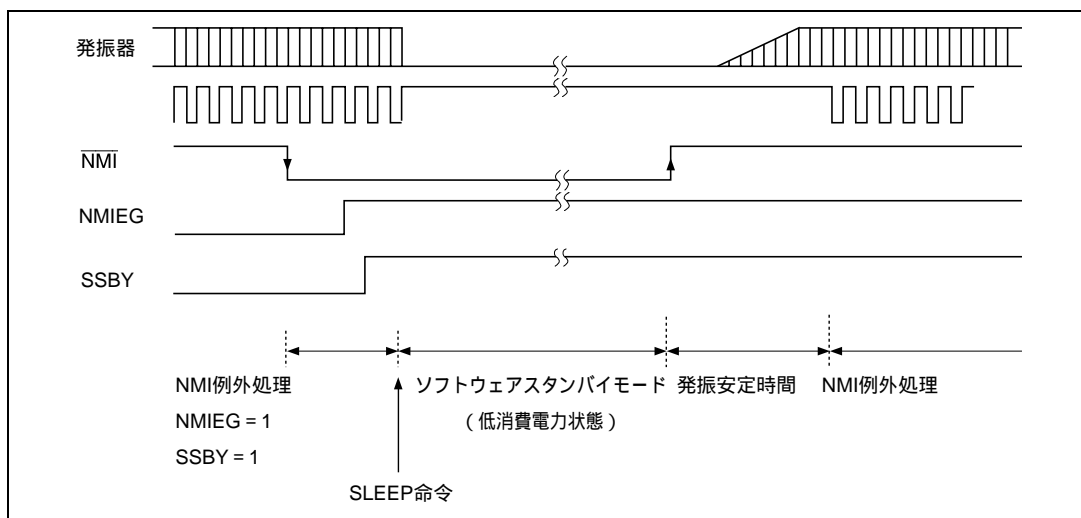 発振器
NMI
NMIEG
SSBY
NMI例外処理
NMIEG = 1
SSBY = 1
ソフトウェアスタンバイモード
(低消費電力状態)
発振安定時間
NMI例外処理
SLEEP命令